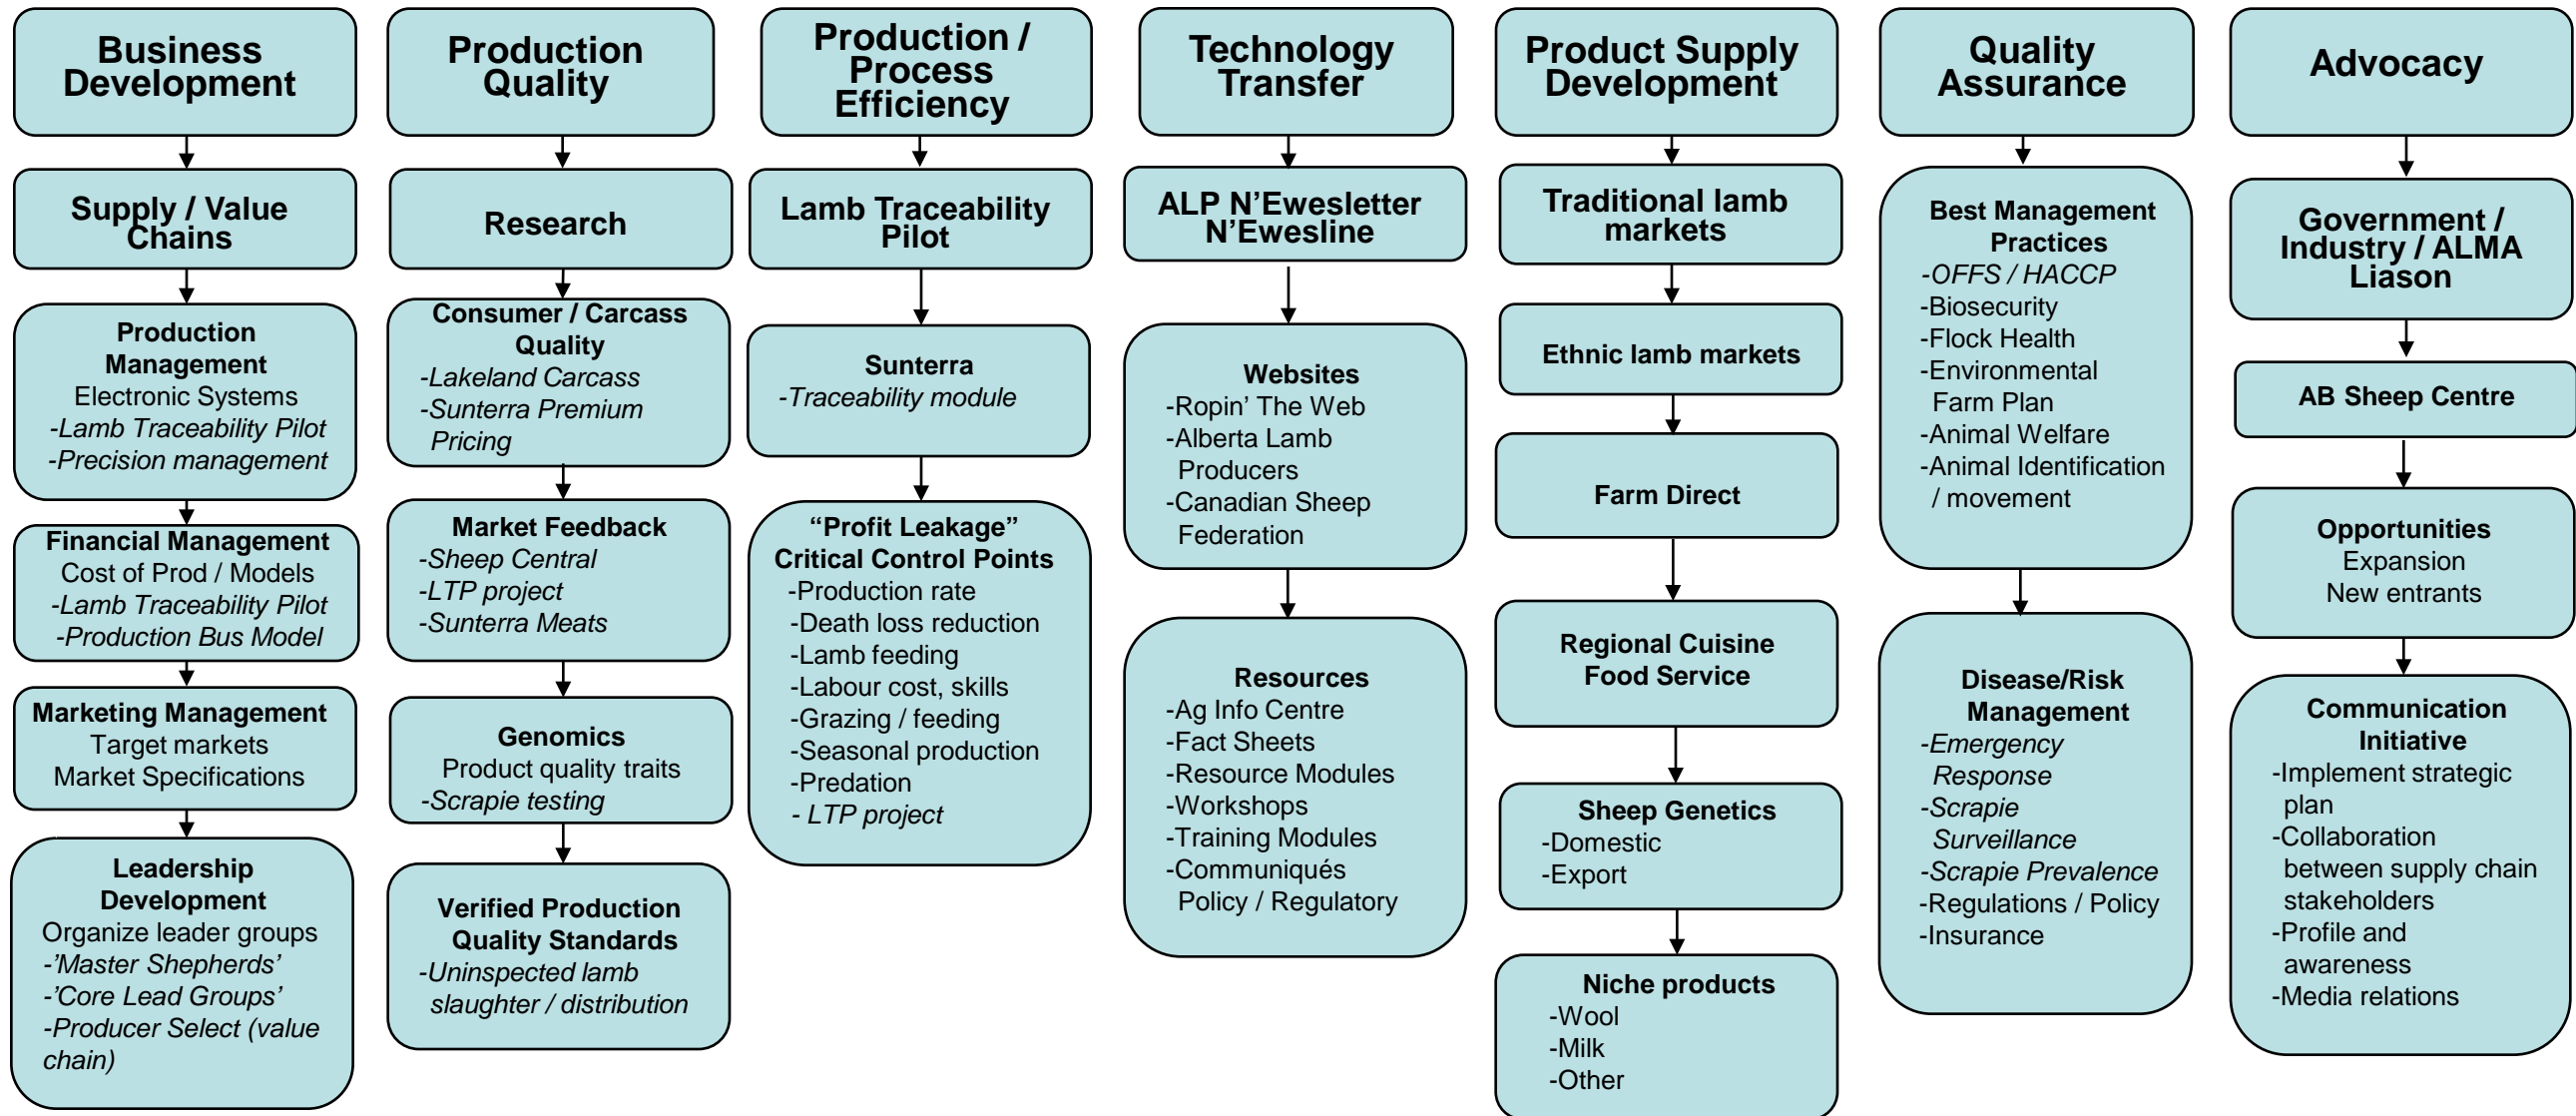 Business
Development
Supply / Value
Chains
Production
Management
Electronic Systems
-Lamb Traceability Pilot
-Precision management
Financial Management
Cost of Prod / Models
-Lamb Traceability Pilot
-Production Bus Model
Marketing Management
Target markets
Market Specifications
Leadership
Development
Organize leader groups
-’Master Shepherds’
-’Core Lead Groups’
-Producer Select (value
chain)
Production
Quality
Research
Consumer / Carcass
Quality
-Lakeland Carcass
-Sunterra Premium
Pricing
Market Feedback
-Sheep Central
-LTP project
-Sunterra Meats
Genomics
Product quality traits
-Scrapie testing
Verified Production
Quality Standards
-Uninspected lamb
slaughter / distribution
Production /
Process
Efficiency
Lamb Traceability
Pilot
Sunterra
-Traceability module
“Profit Leakage”
Critical Control Points
-Production rate
-Death loss reduction
-Lamb feeding
-Labour cost, skills
-Grazing / feeding
-Seasonal production
-Predation
- LTP project
Technology
Transfer
ALP N’Ewesletter
N’Ewesline
Websites
-Ropin’ The Web
-Alberta Lamb
Producers
-Canadian Sheep
Federation
Resources
-Ag Info Centre
-Fact Sheets
-Resource Modules
-Workshops
-Training Modules
-Communiqués
Policy / Regulatory
Product Supply
Development
Traditional lamb
markets
Ethnic lamb markets
Farm Direct
Regional Cuisine
Food Service
Sheep Genetics
-Domestic
-Export
Niche products
-Wool
-Milk
-Other
Quality
Assurance
Best Management
Practices
-OFFS / HACCP
-Biosecurity
-Flock Health
-Environmental
Farm Plan
-Animal Welfare
-Animal Identification
/ movement
Disease/Risk
Management
-Emergency
Response
-Scrapie
Surveillance
-Scrapie Prevalence
-Regulations / Policy
-Insurance
Advocacy
Government /
Industry / ALMA
Liason
AB Sheep Centre
Opportunities
Expansion
New entrants
Communication
Initiative
-Implement strategic
plan
-Collaboration
between supply chain
stakeholders
-Profile and
awareness
-Media relations